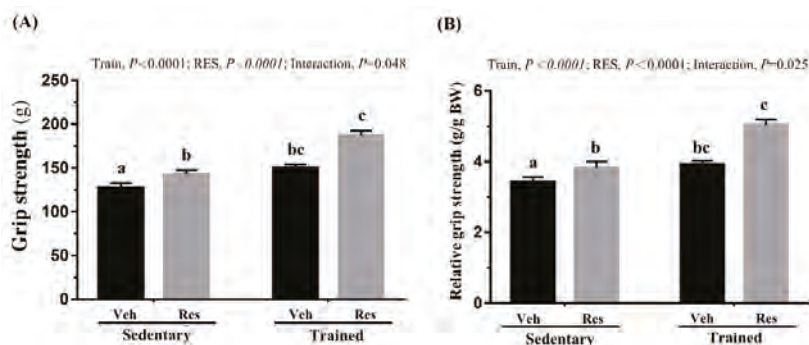 (A)
Train, P<0.0001; RES, P<0.0001; Interaction, P=0.048
Grip strength (g)
250
200
150
100
50
0
a
b
bc
c
Veh
Res
Veh
Res
Sedentary
Trained
(B)
Train, P<0.0001; RES, P<0.0001; Interaction, P=0.025
Relative grip strength (g/g BW)
6
4
2
0
a
b
bc
c
Veh
Res
Veh
Res
Sedentary
Trained